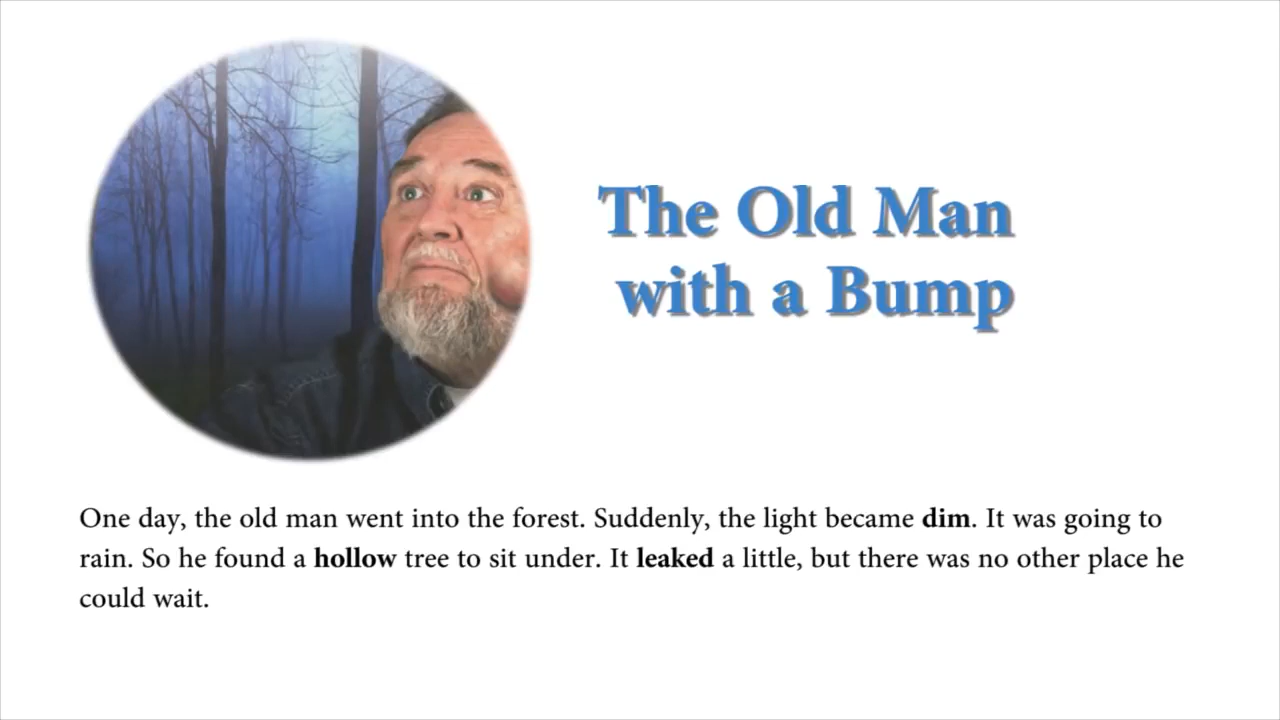 The Old Man
with a Bump
One day, the old man went into the forest. Suddenly, the light became dim. It was going to
rain. So he found a hollow tree to sit under. It leaked a little, but there was no other place he
could wait.